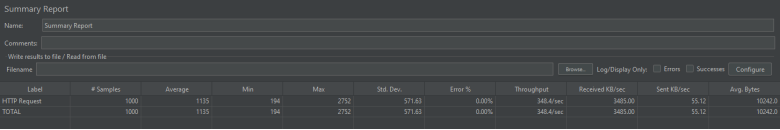 Summary Report
Name: Summary Report
Comments:
Write results to file / Read from file
Filename Browse... Log/Display Only: Errors Successes Configure
Label # Samples Average Min Max Std. Dev. Error % Throughput Received KB/sec Sent KB/sec Avg. Bytes
HTTP Request 1000 1135 194 2752 571.63 0.00% 348.4/sec 3485.00 55.12 10242.0
TOTAL 1000 1135 194 2752 571.63 0.00% 348.4/sec 3485.00 55.12 10242.0